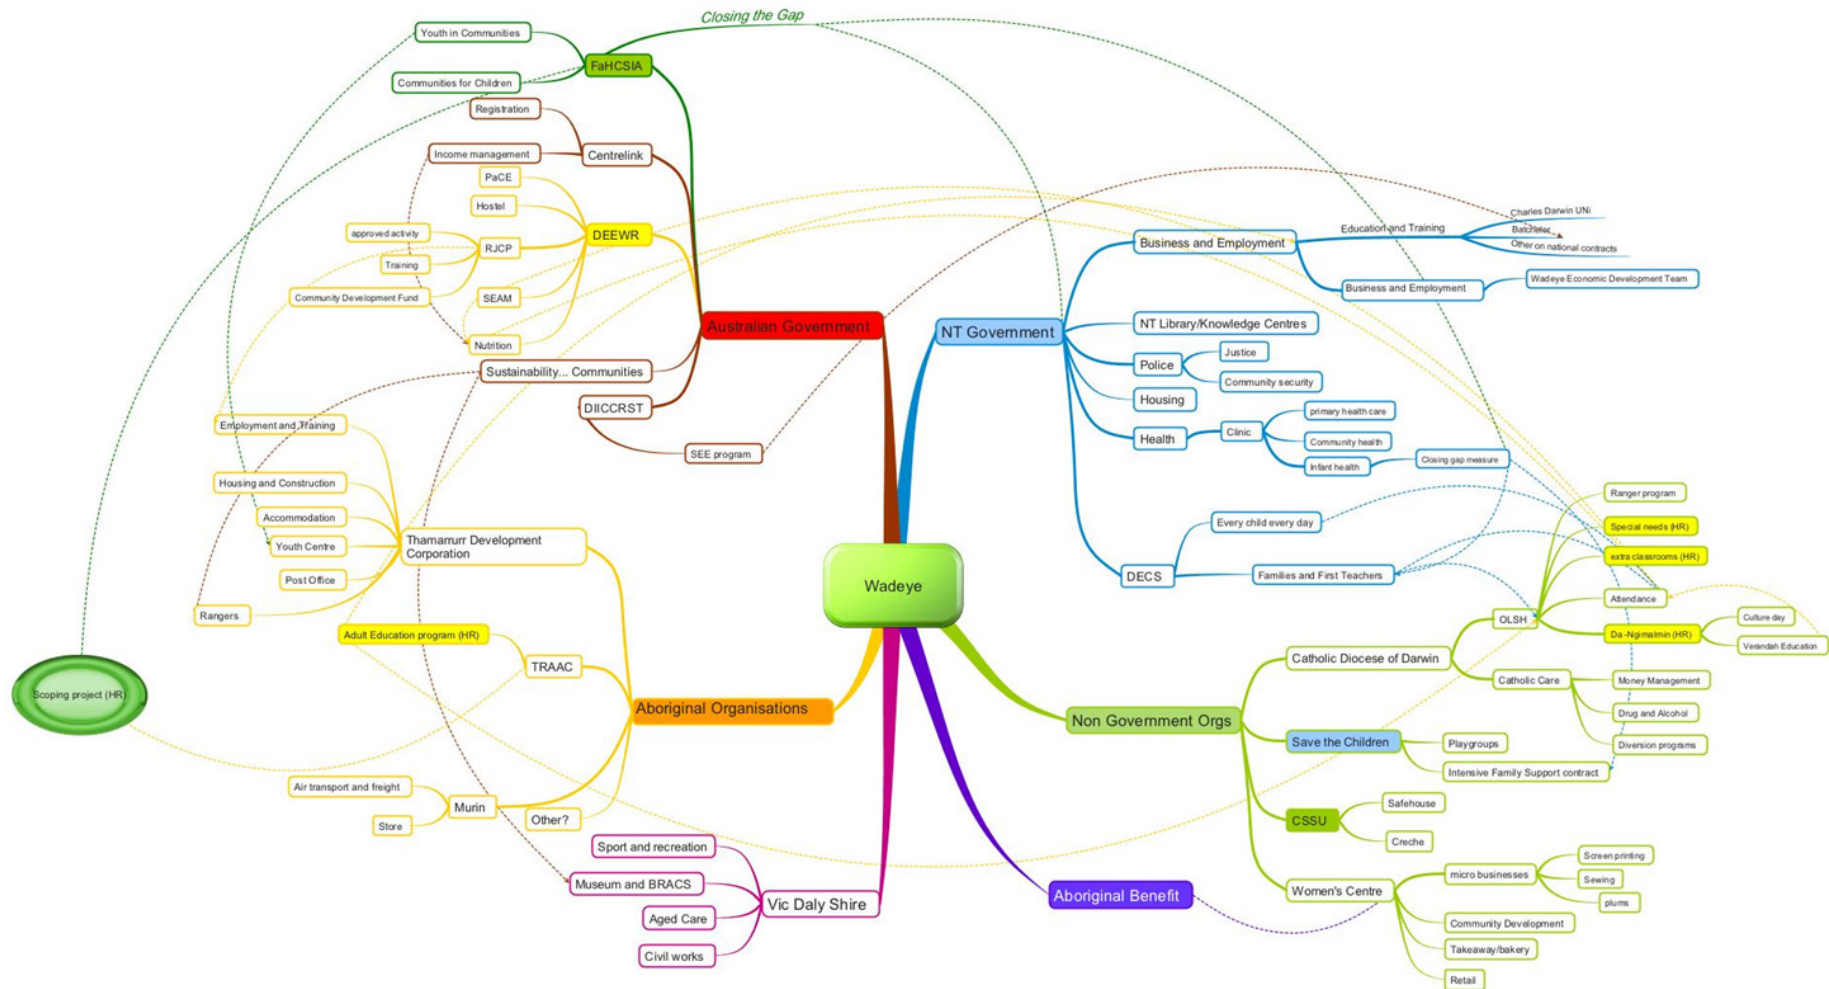 Closing the Gap
Youth in Communities
FaHCSIA
Communities for Children
Registration
Income management
Centrelink
PaCE
Hostel
DEEWR
approved activity
RJCP
Training
Community Development Fund
SEAM
Nutrition
Australian Government
Sustainability... Communities
DIICCRST
SEE program
Employment and Training
Housing and Construction
Accommodation
Thamarrurr Development
Corporation
Youth Centre
Post Office
Rangers
Adult Education program (HR)
TRAAC
Scoping project (HR)
Aboriginal Organisations
Air transport and freight
Murin
Store
Other?
Sport and recreation
Museum and BRACS
Vic Daly Shire
Aged Care
Civil works
Wadeye
NT Government
Business and Employment
Education and Training
Charles Darwin UNi
Batchelor
Other on national contracts
Business and Employment
Wadeye Economic Development Team
NT Library/Knowledge Centres
Police
Justice
Community security
Housing
Health
Clinic
primary health care
Community health
Infant health
Closing gap measure
DECS
Every child every day
Families and First Teachers
Non Government Orgs
Catholic Diocese of Darwin
OLSH
Ranger program
Special needs (HR)
extra classrooms (HR)
Attendance
Da -Ngimalmin (HR)
Culture day
Verandah Education
Catholic Care
Money Management
Drug and Alcohol
Diversion programs
Save the Children
Playgroups
Intensive Family Support contract
CSSU
Safehouse
Creche
Women's Centre
micro businesses
Screen printing
Sewing
plums
Community Development
Takeaway/bakery
Retail
Aboriginal Benefit